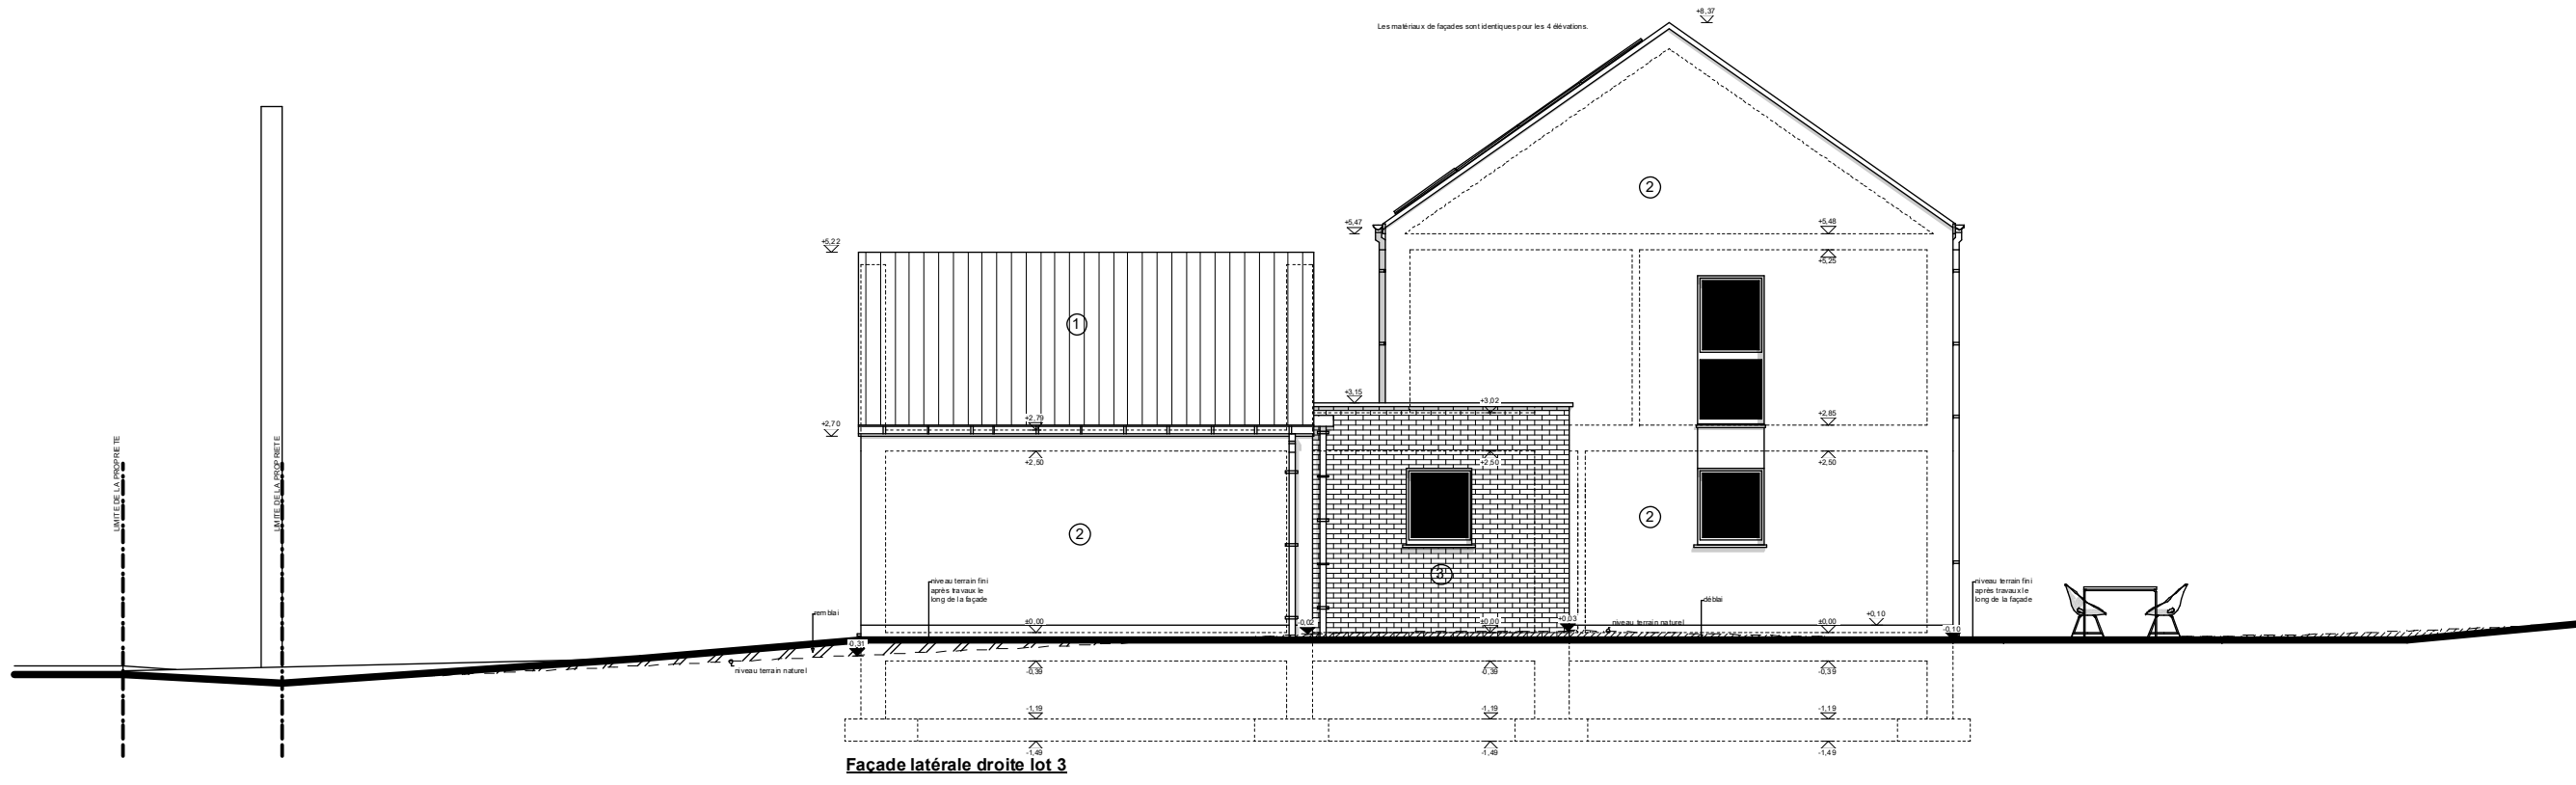 +8,37
Les matériaux de façades sont identiques pour les 4 élévations.
2
+5,47
+5,48
+5,22
+5,25
1
+3,15
+3,02
+2,79
+2,85
+2,70
LIMITE DE LA PROPRIETE
LIMITE DE LA PROPRIETE
+2,50
+2,50
+2,50
2
2
3
niveau terrain fini
après travaux le
long de la façade
niveau terrain fini
après travaux le
long de la façade
remblai
déblai
+0,10
±0,00
-0,02
±0,00
+0,03
niveau terrain naturel
±0,00
-0,10
-0,31
niveau terrain naturel
-0,39
-0,39
-0,39
-1,19
-1,19
-1,19
-1,49
-1,49
-1,49
Façade latérale droite lot 3